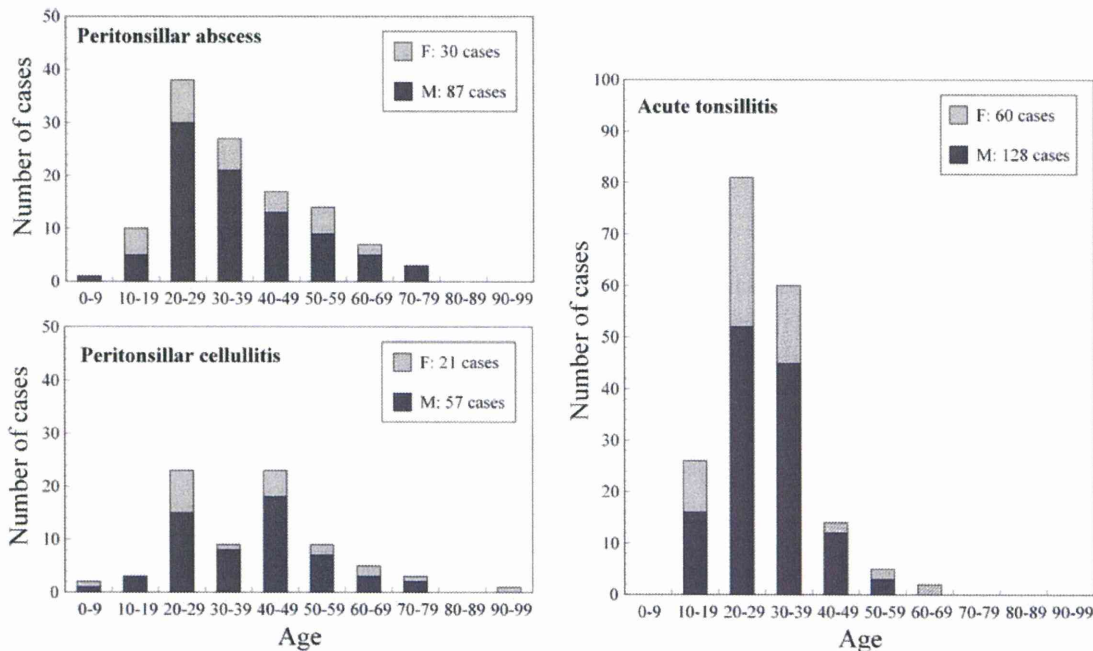 Peritonsillar abscess
F: 30 cases
M: 87 cases
Number of cases
50
40
30
20
10
0
0-9 10-19 20-29 30-39 40-49 50-59 60-69 70-79 80-89 90-99
Peritonsillar cellullitis
F: 21 cases
M: 57 cases
Number of cases
50
40
30
20
10
0
0-9 10-19 20-29 30-39 40-49 50-59 60-69 70-79 80-89 90-99
Age
Acute tonsillitis
F: 60 cases
M: 128 cases
Number of cases
100
90
80
70
60
50
40
30
20
10
0
0-9 10-19 20-29 30-39 40-49 50-59 60-69 70-79 80-89 90-99
Age